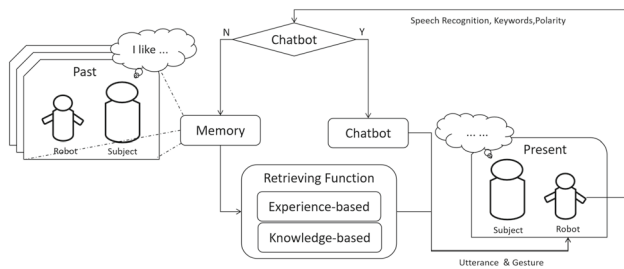 Speech Recognition, Keywords,Polarity
N
Chatbot
Y
I like ...
Past
Robot
Subject
Memory
Chatbot
... ...
Present
Subject
Robot
Retrieving Function
Experience-based
Knowledge-based
Utterance & Gesture